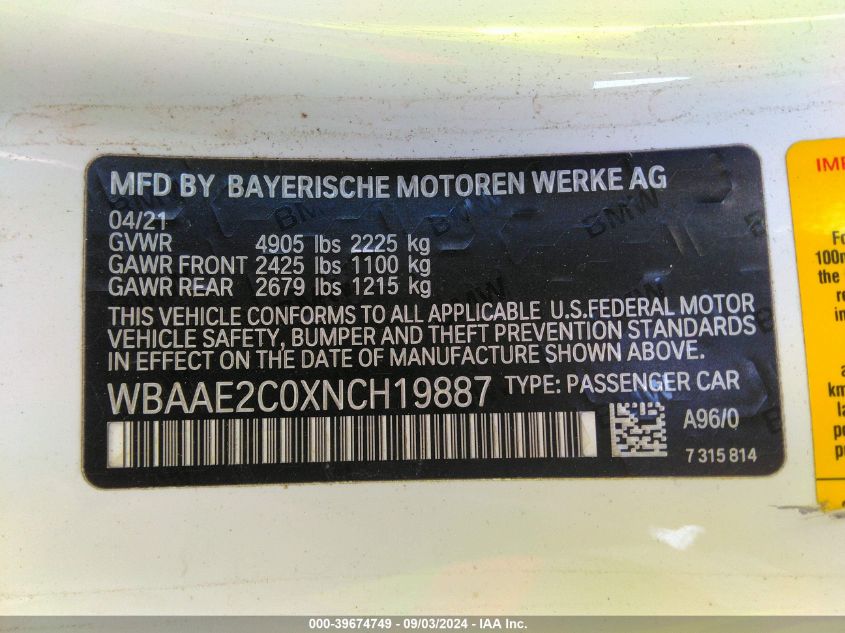 MFD BY BAYERISCHE MOTOREN WERKE AG
04/21
GVWR 4905 lbs 2225 kg
GAWR FRONT 2425 lbs 1100 kg
GAWR REAR 2679 lbs 1215 kg
THIS VEHICLE CONFORMS TO ALL APPLICABLE U.S.FEDERAL MOTOR
VEHICLE SAFETY, BUMPER AND THEFT PREVENTION STANDARDS
IN EFFECT ON THE DATE OF MANUFACTURE SHOWN ABOVE.
WBAAE2C0XNCH19887 TYPE: PASSENGER CAR
A96/0
7 315 814
100m
the
000-39674749 - 09/03/2024 - IAA Inc.